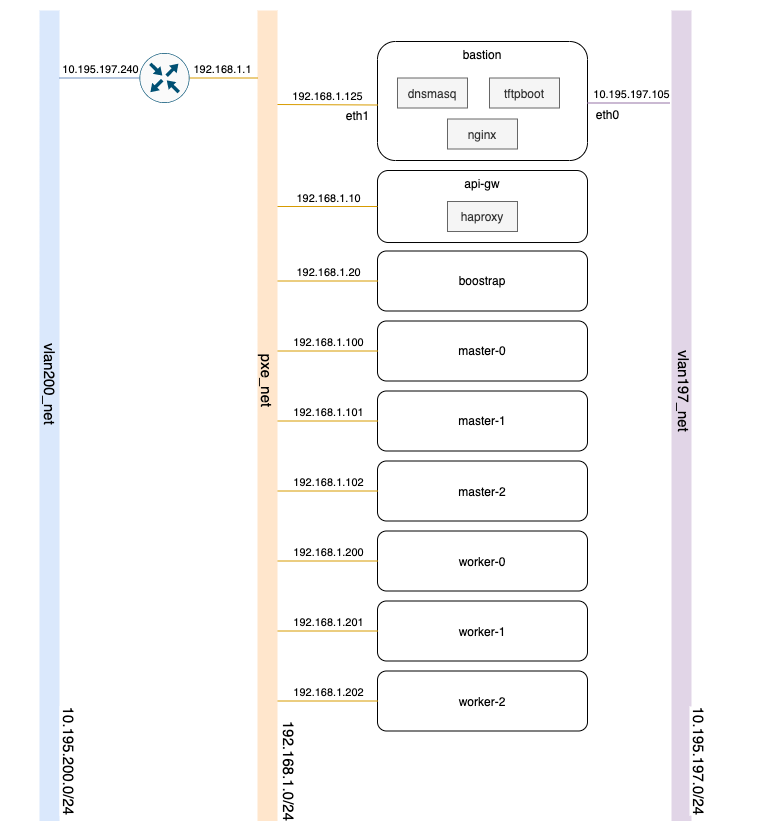 10.195.197.240
192.168.1.1
bastion
dnsmasq
tftpboot
nginx
192.168.1.125
eth1
10.195.197.105
eth0
api-gw
haproxy
192.168.1.10
192.168.1.20
boostrap
192.168.1.100
master-0
192.168.1.101
master-1
192.168.1.102
master-2
192.168.1.200
worker-0
192.168.1.201
worker-1
192.168.1.202
worker-2
vlan200_net
pxe_net
vlan197_net
10.195.200.0/24
192.168.1.0/24
10.195.197.0/24